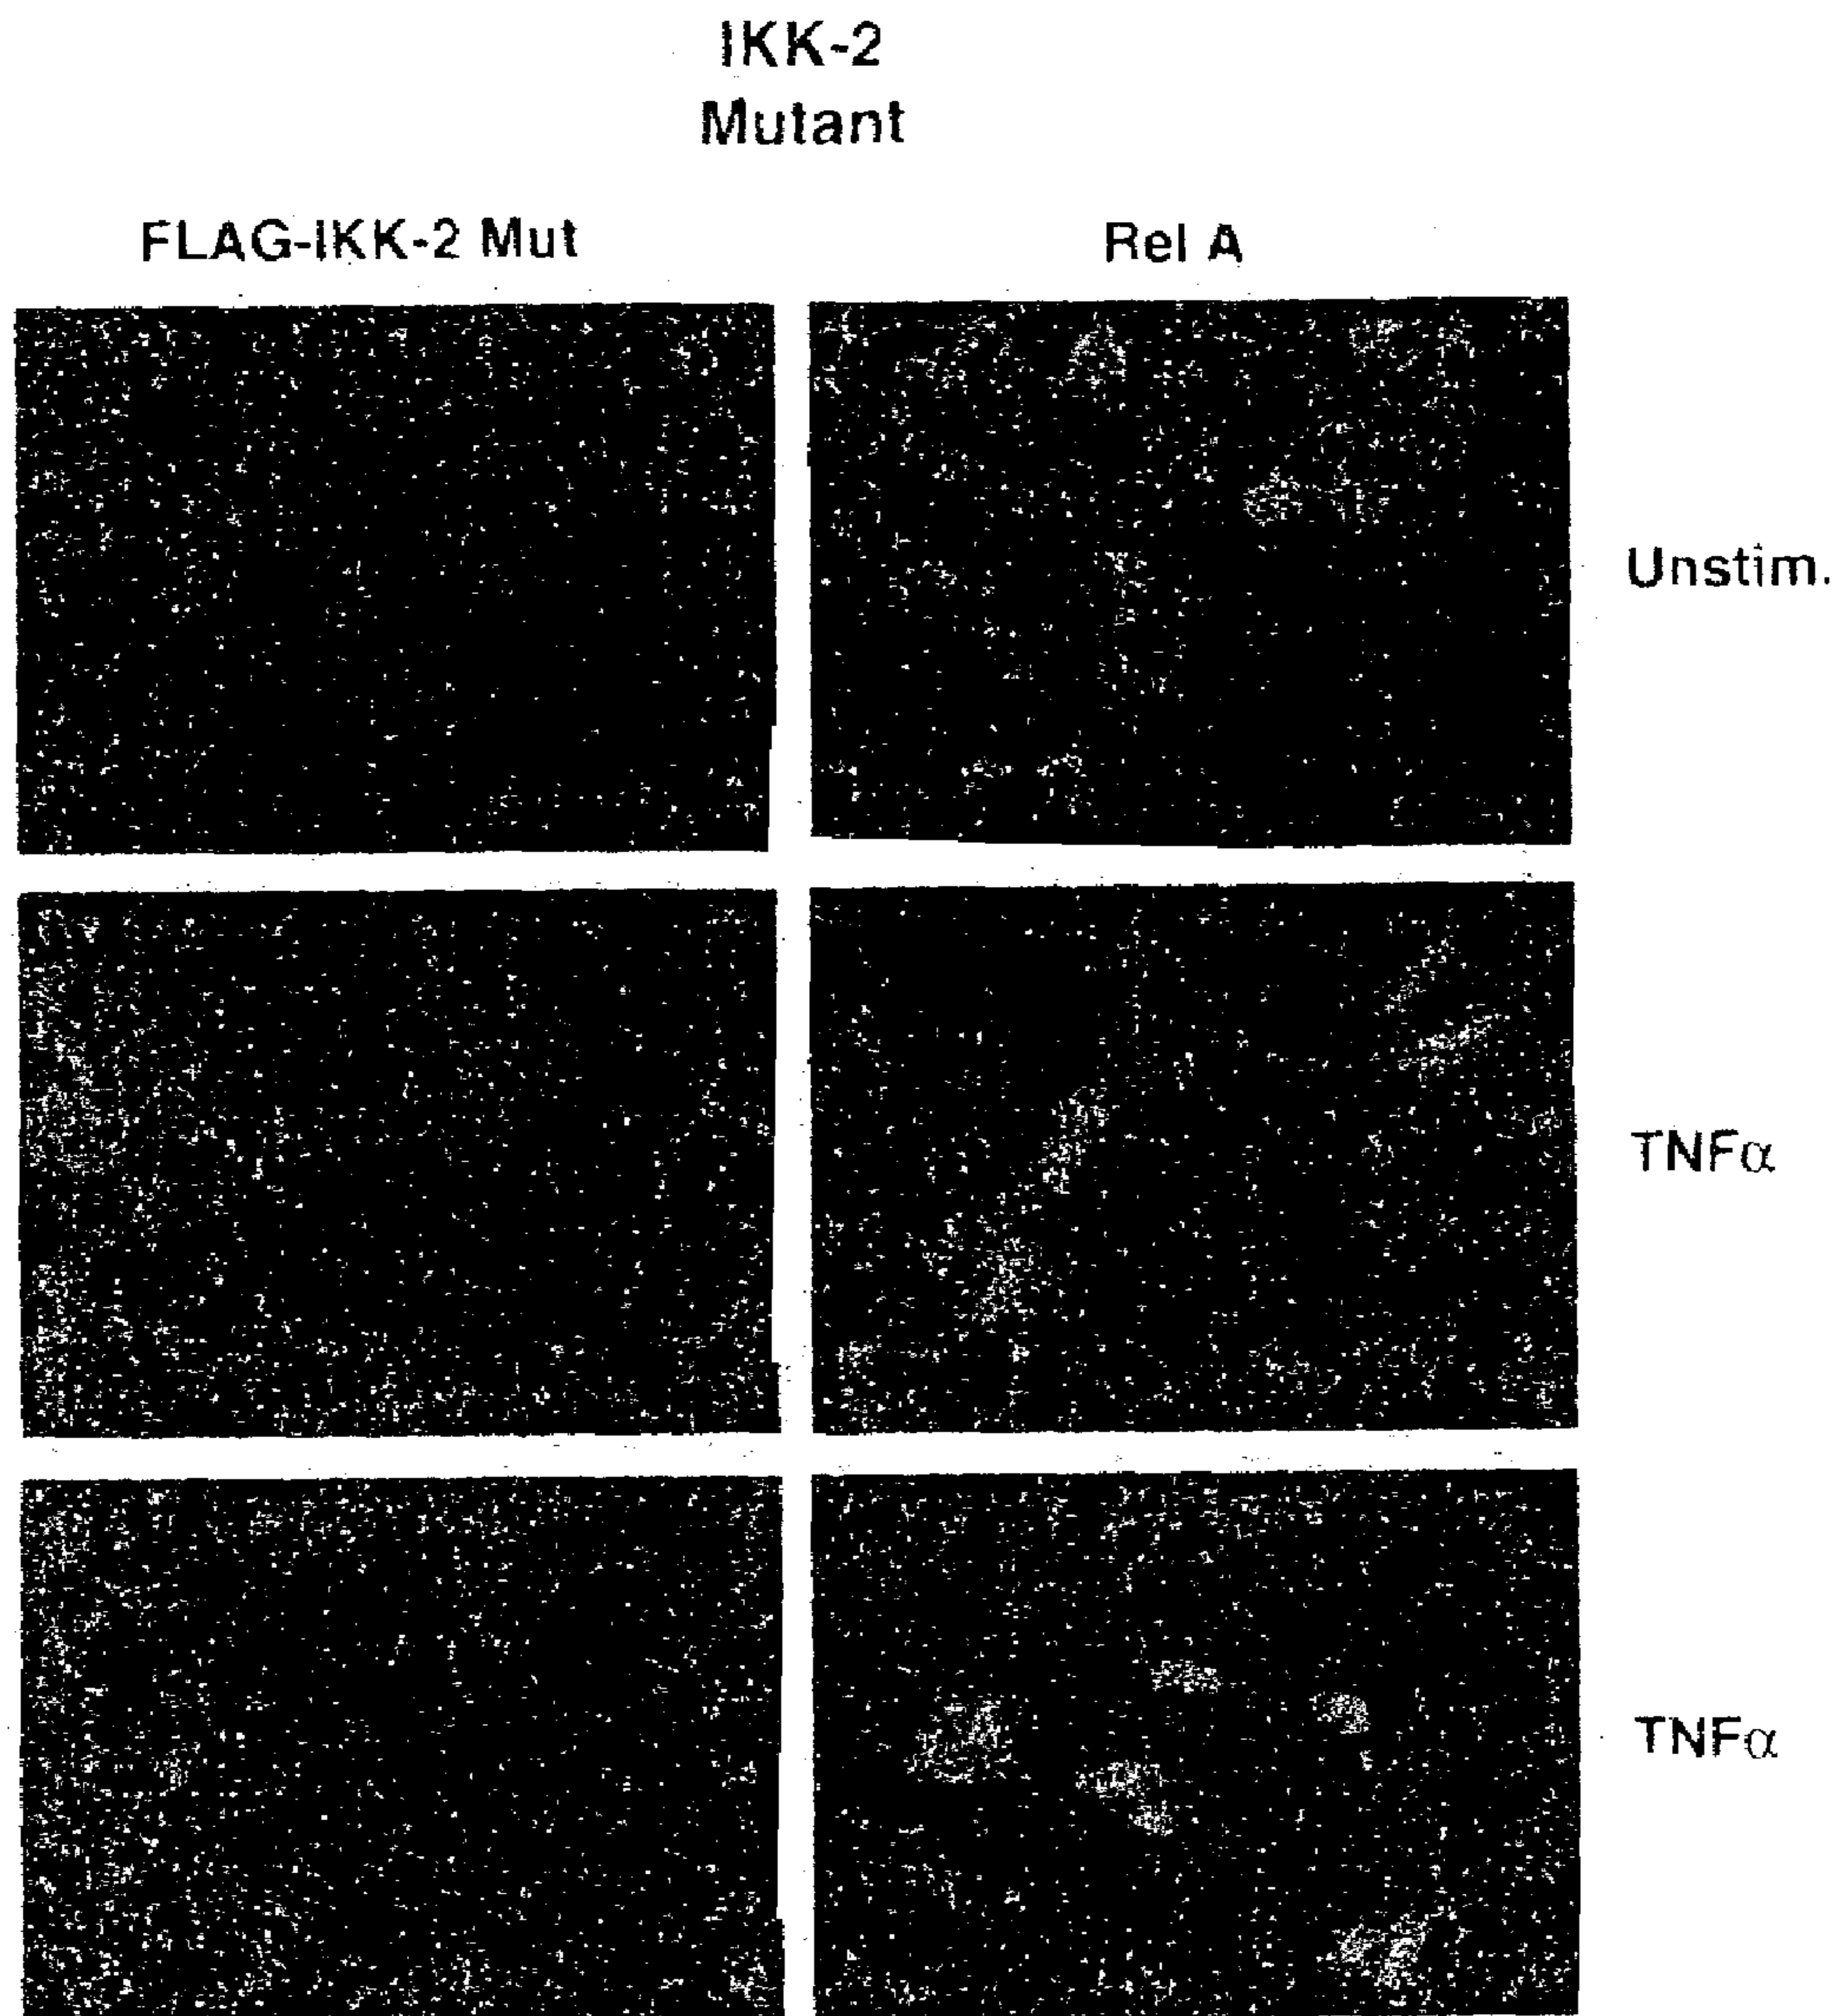 IKK-2
Mutant
FLAG-IKK-2 Mut
Rel A
Unstim.
TNFα
TNFα